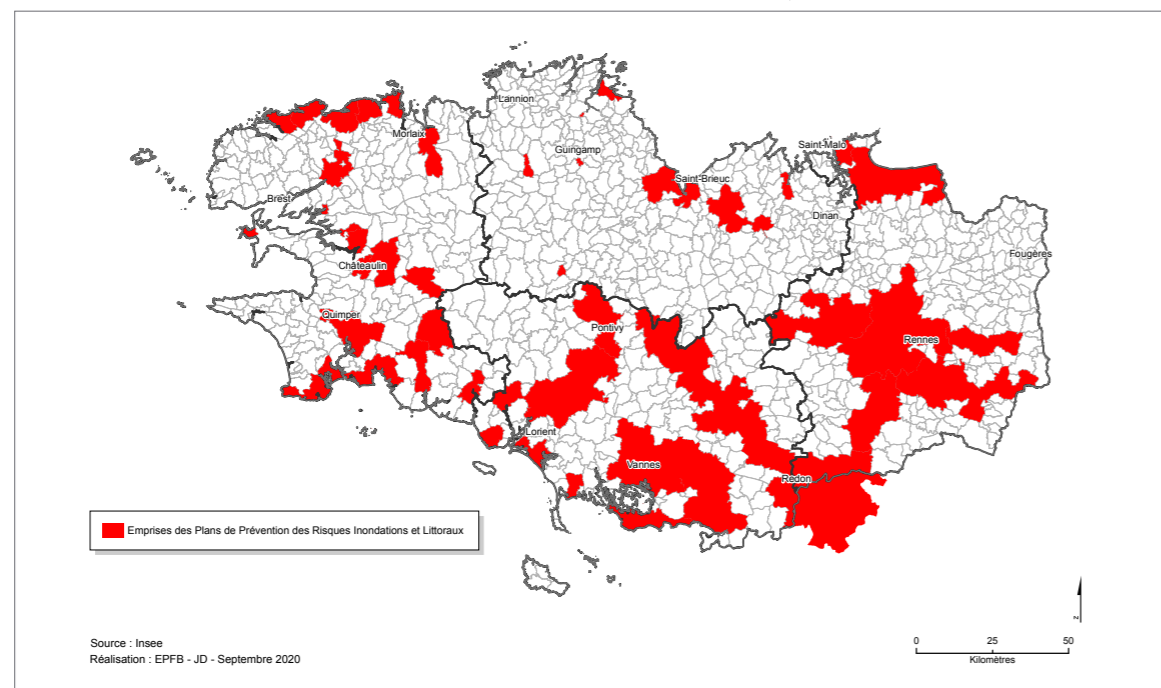 Lannion
Morlaix
Guingamp
Saint-Malo
Saint-Brieuc
Brest
Dinan
Fougères
Châteaulin
Quimper
Pontivy
Rennes
Lorient
Vannes
Redon
Emprises des Plans de Prévention des Risques Inondations et Littoraux
Source : Insee
Réalisation : EPFB - JD - Septembre 2020
N
0 25 50
Kilomètres